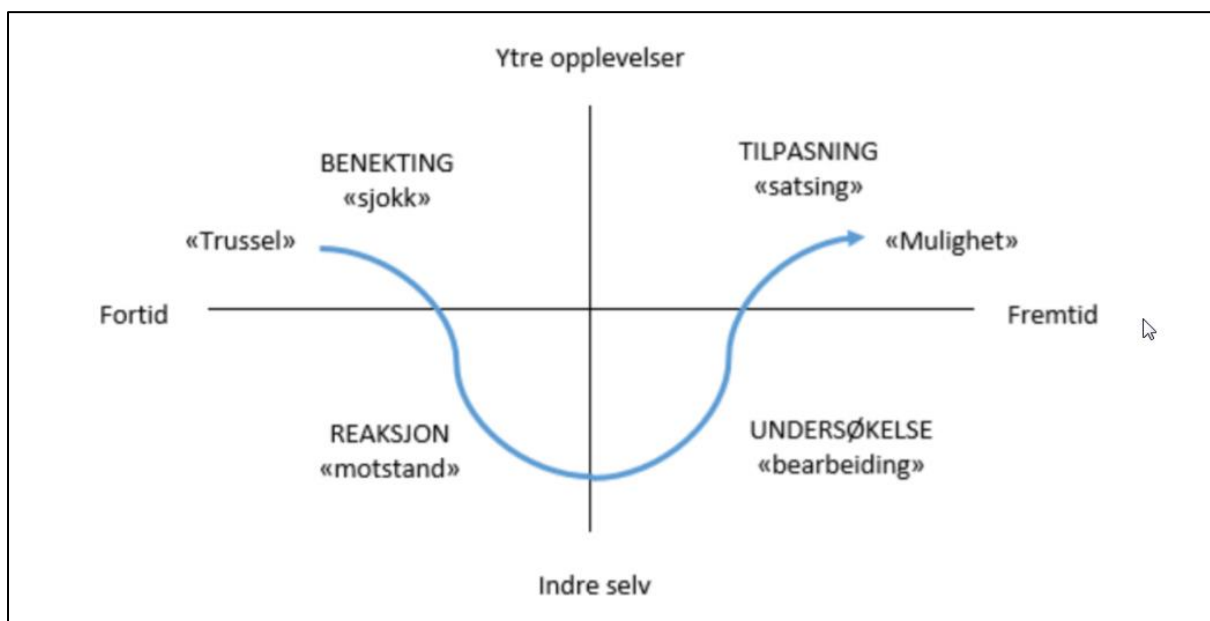 Ytre opplevelser
BENEKTING
«sjokk»
TILPASNING
«satsing»
«Trussel»
«Mulighet»
Fortid
Fremtid
REAKSJON
«motstand»
UNDERSØKELSE
«bearbeiding»
Indre selv